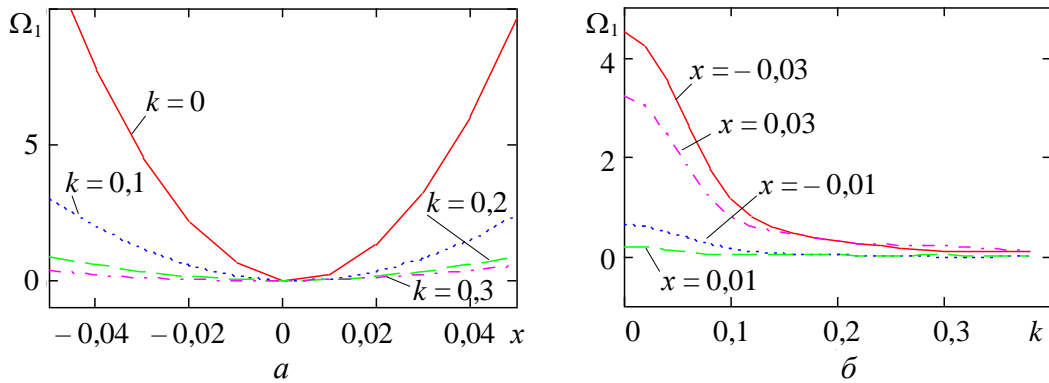 Ω₁
5
0
k = 0
k = 0,1
k = 0,2
k = 0,3
– 0,04
– 0,02
0
0,02
0,04
x
а
Ω₁
4
2
0
x = – 0,03
x = 0,03
x = – 0,01
x = 0,01
0
0,1
0,2
0,3
k
б